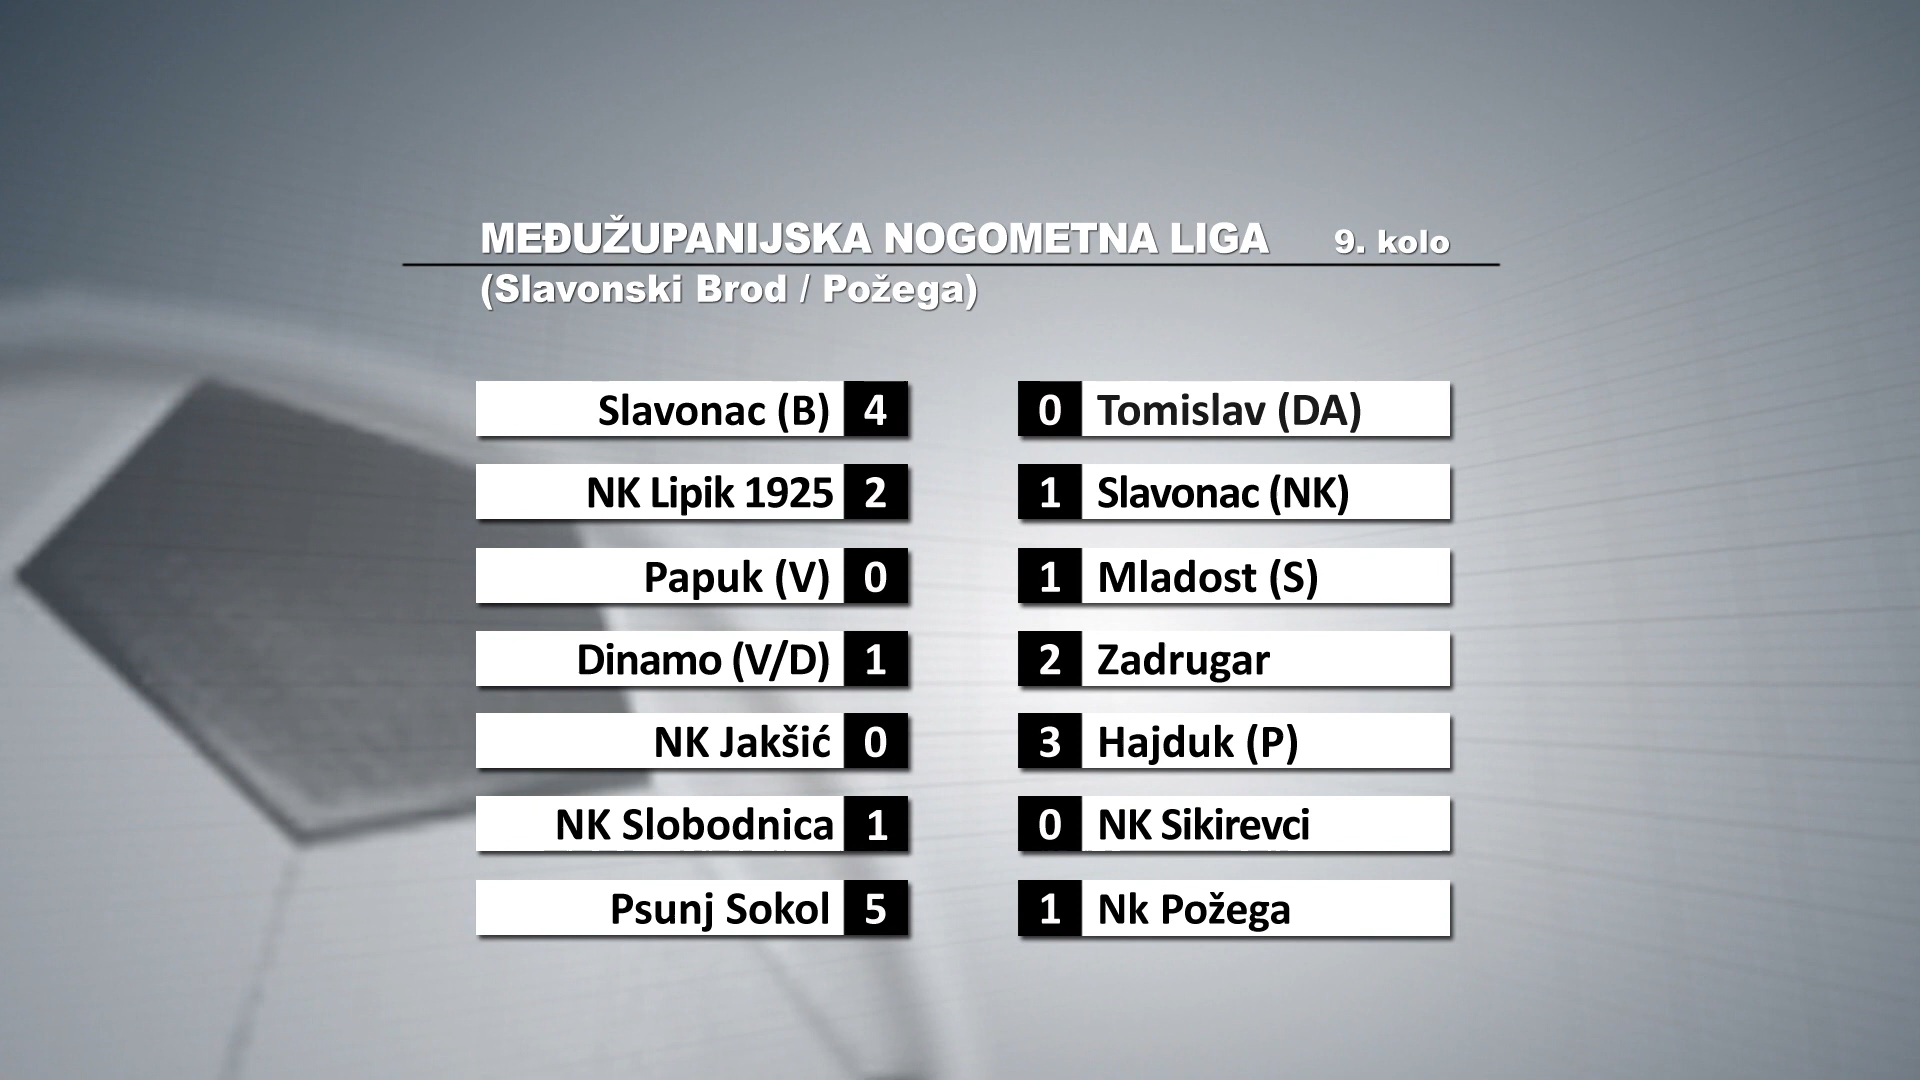 MEĐUŽUPANIJSKA NOGOMETNA LIGA 9. kolo
(Slavonski Brod / Požega)
Slavonac (B) 4 0 Tomislav (DA)
NK Lipik 1925 2 1 Slavonac (NK)
Papuk (V) 0 1 Mladost (S)
Dinamo (V/D) 1 2 Zadrugar
NK Jakšić 0 3 Hajduk (P)
NK Slobodnica 1 0 NK Sikirevci
Psunj Sokol 5 1 Nk Požega